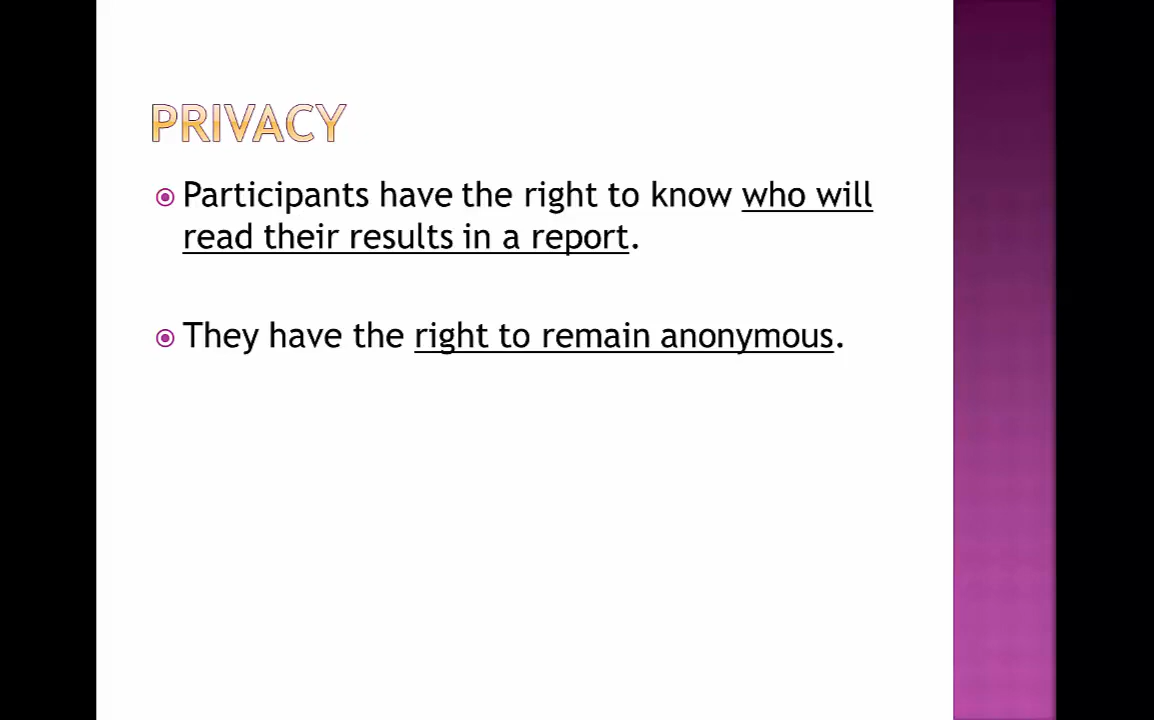 PRIVACY
Participants have the right to know who will
read their results in a report.
They have the right to remain anonymous.